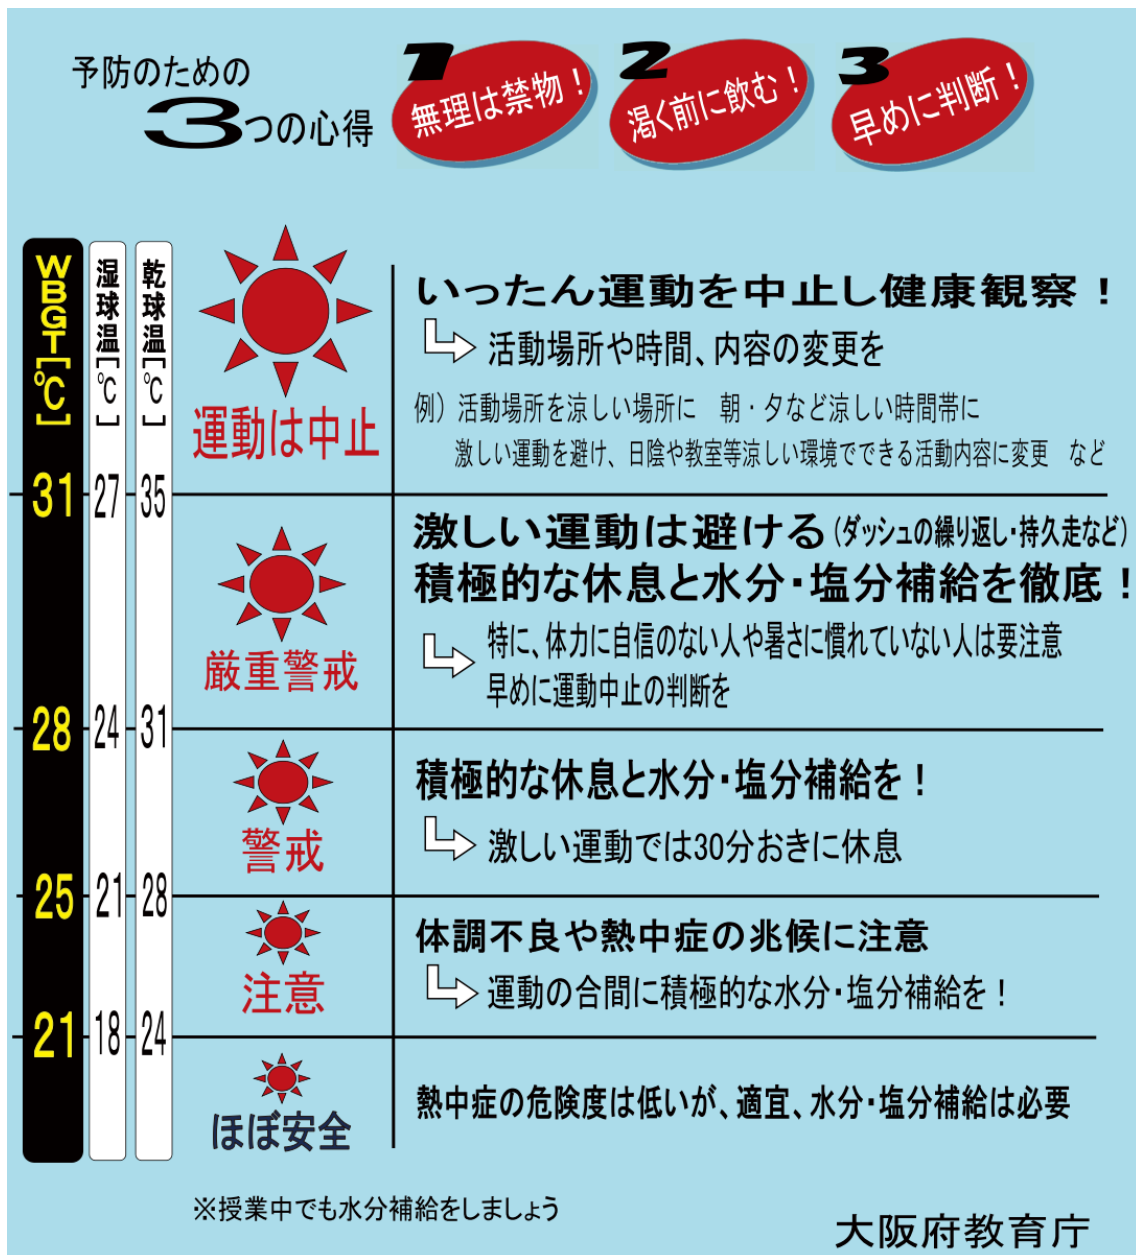 予防のための
3つの心得
1 無理は禁物！
2 渇く前に飲む！
3 早めに判断！
WBGT[℃]
湿球温[℃]
乾球温[℃]
運動は中止
いったん運動を中止し健康観察！
活動場所や時間、内容の変更を
例）活動場所を涼しい場所に　朝・夕など涼しい時間帯に
激しい運動を避け、日陰や教室等涼しい環境でできる活動内容に変更　など
31 27 35
厳重警戒
激しい運動は避ける（ダッシュの繰り返し・持久走など）
積極的な休息と水分・塩分補給を徹底！
特に、体力に自信のない人や暑さに慣れていない人は要注意
早めに運動中止の判断を
28 24 31
警戒
積極的な休息と水分・塩分補給を！
激しい運動では30分おきに休息
25 21 28
注意
体調不良や熱中症の兆候に注意
運動の合間に積極的な水分・塩分補給を！
21 18 24
ほぼ安全
熱中症の危険度は低いが、適宜、水分・塩分補給は必要
※授業中でも水分補給をしましょう
大阪府教育庁